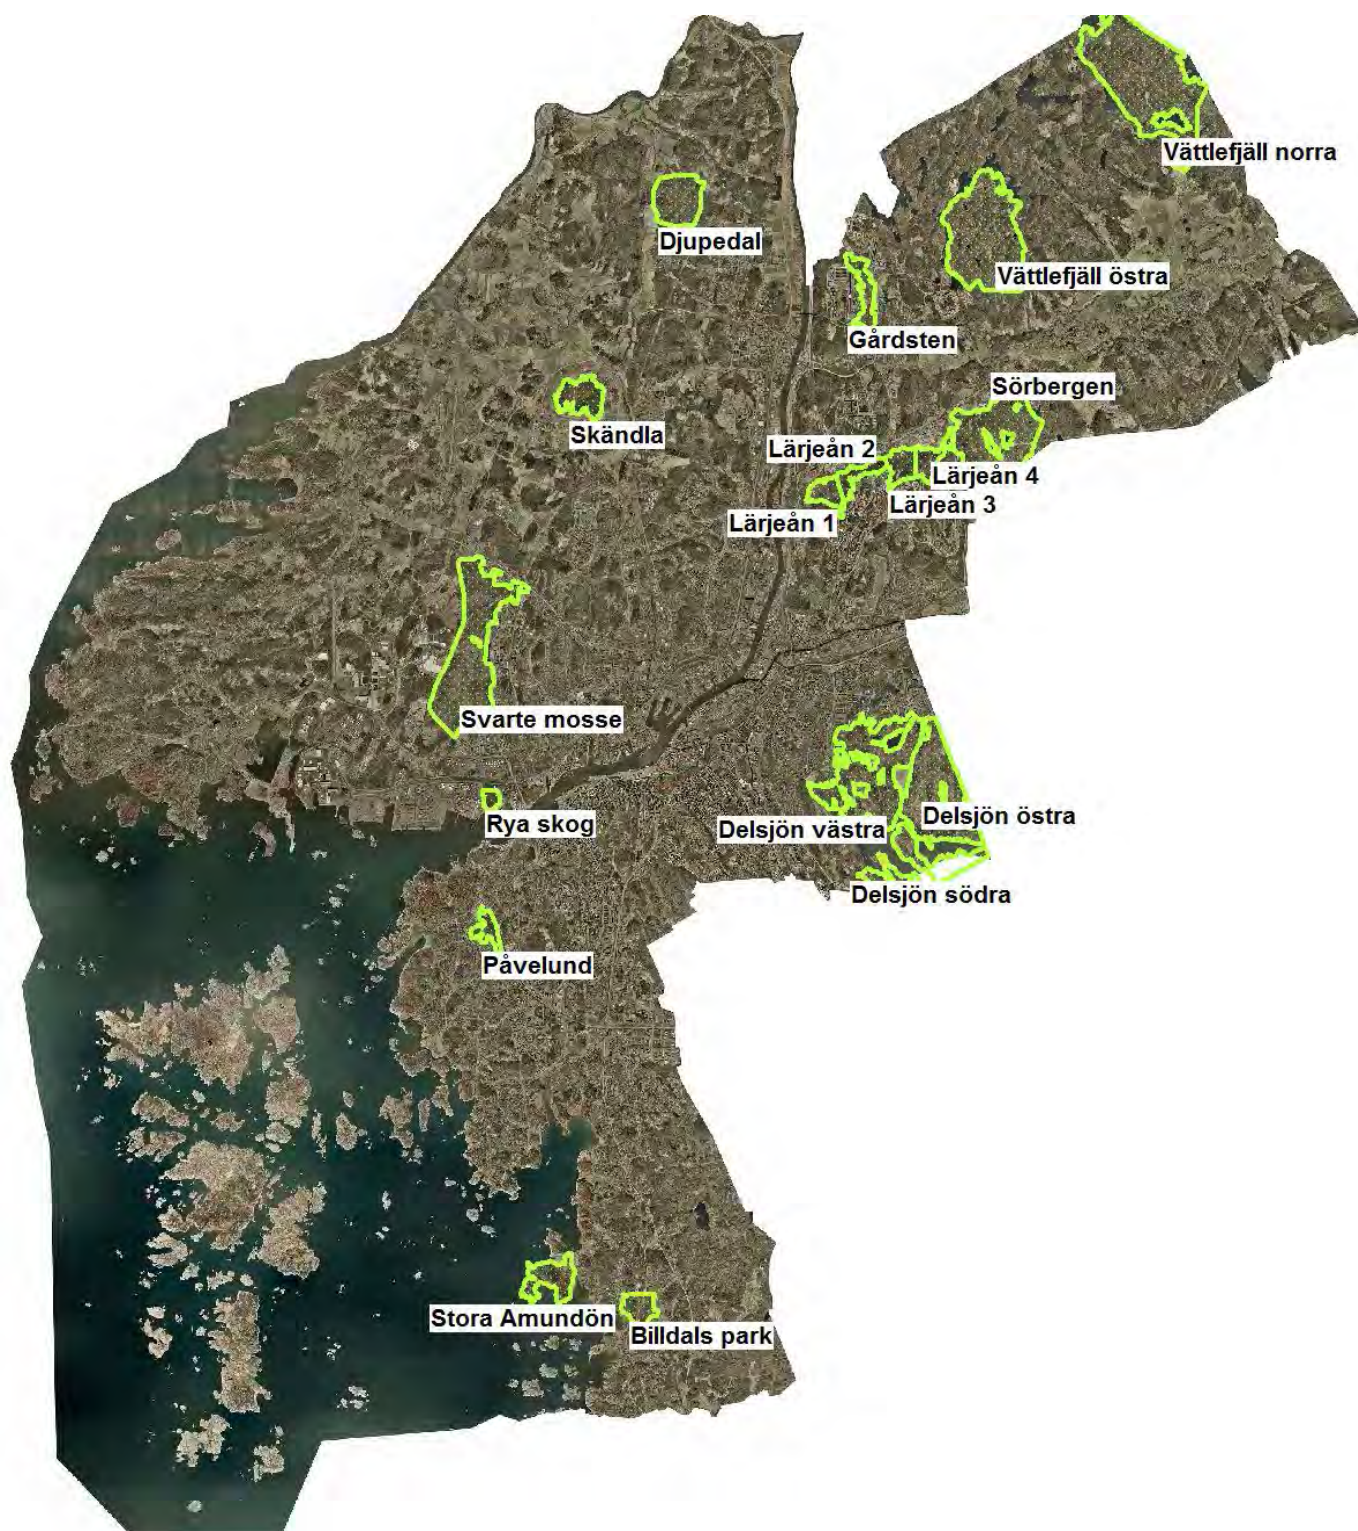 Vättlefjäll norra
Djupedal
Vättlefjäll östra
Gårdsten
Sörbergen
Skändla
Lärjeån 2
Lärjeån 4
Lärjeån 3
Lärjeån 1
Svarte mosse
Rya skog
Delsjön östra
Delsjön västra
Delsjön södra
Påvelund
Stora Amundön
Billdals park